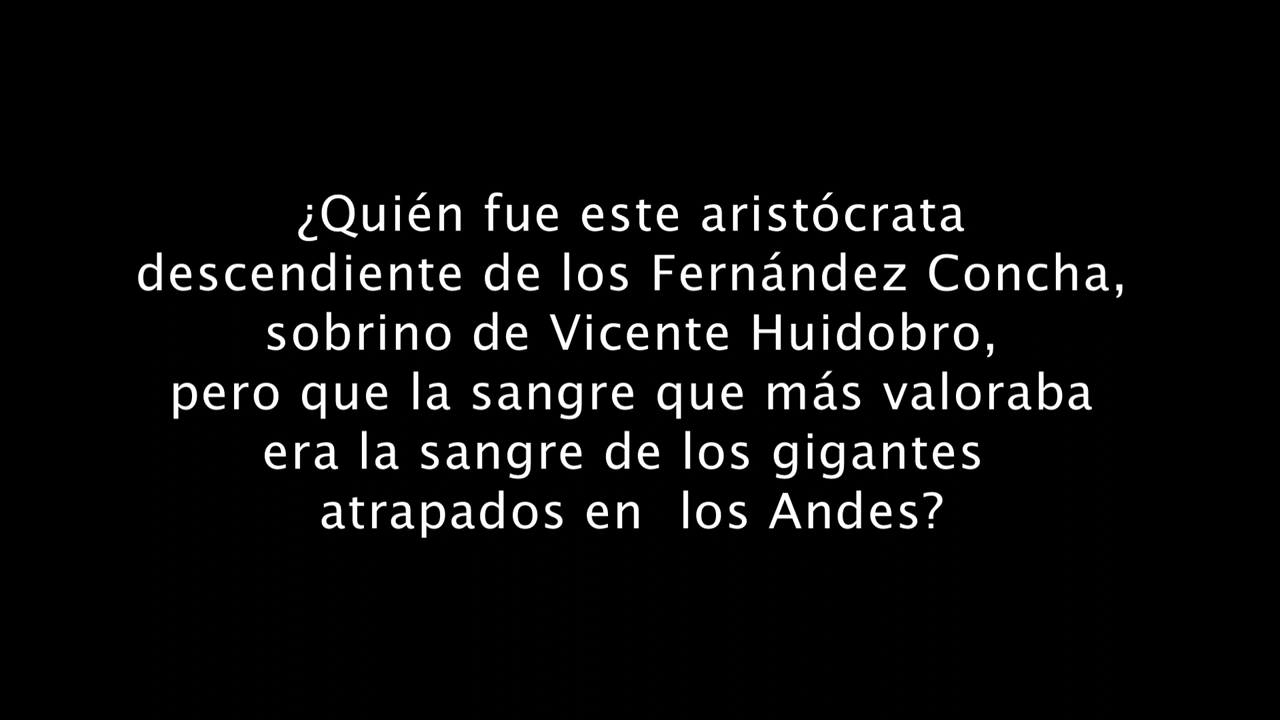 ¿Quién fue este aristócrata
descendiente de los Fernández Concha,
sobrino de Vicente Huidobro,
pero que la sangre que más valoraba
era la sangre de los gigantes
atrapados en  los Andes?